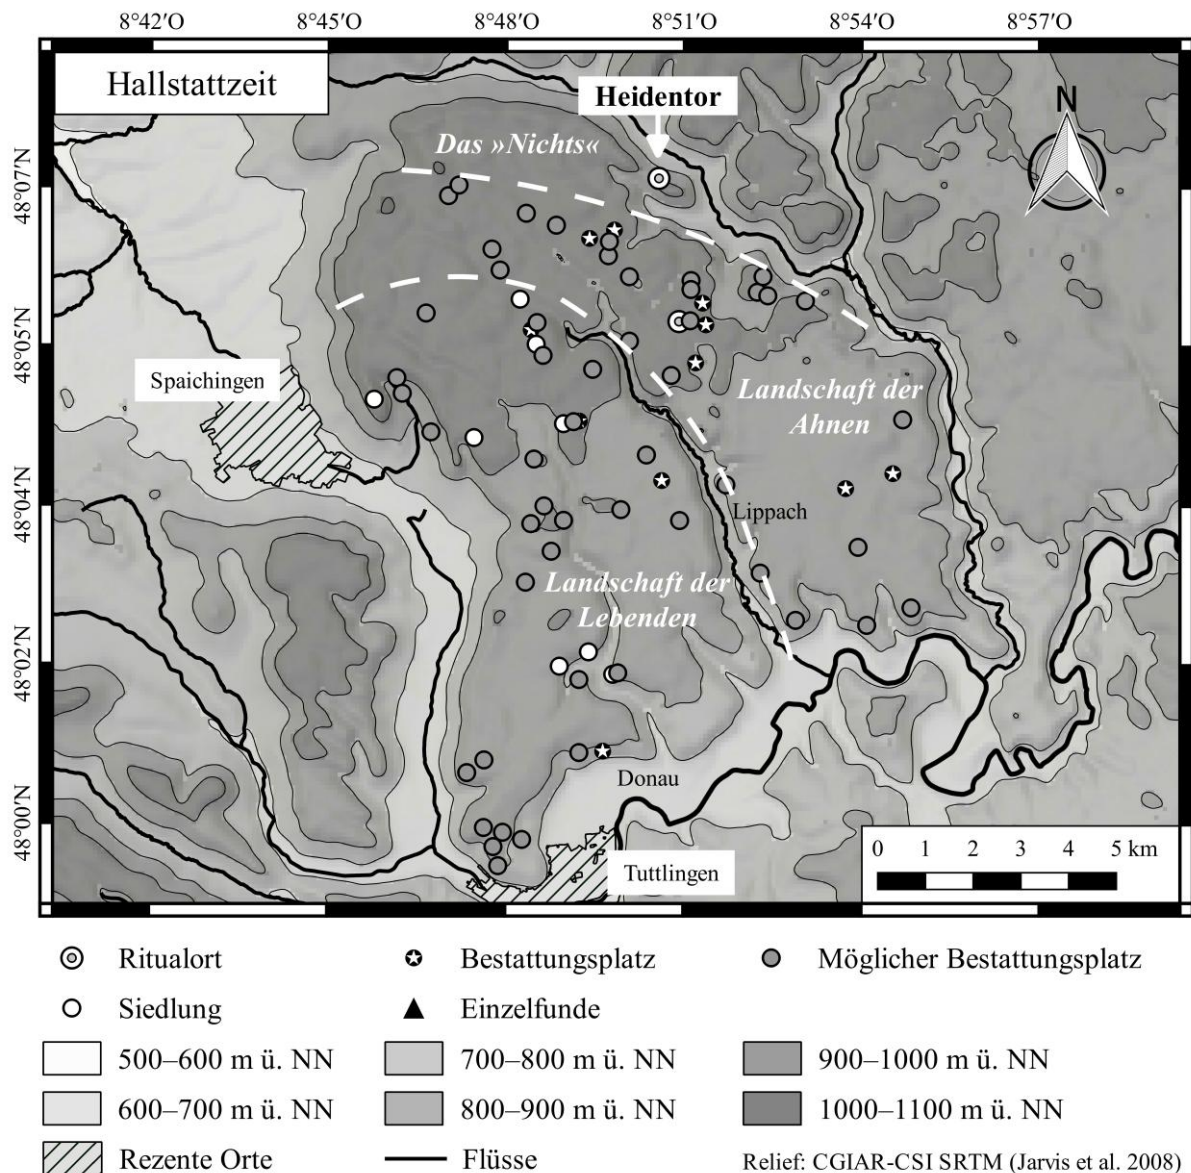 8°42′O 8°45′O 8°48′O 8°51′O 8°54′O 8°57′O
Hallstattzeit
Heidentor
N
Das »Nichts«
48°07′N
48°05′N
Spaichingen
Landschaft der
Ahnen
48°04′N
Lippach
Landschaft der
Lebenden
48°02′N
Donau
48°00′N
0 1 2 3 4 5 km
Tuttlingen
Ritualort Bestattungsplatz Möglicher Bestattungsplatz
Siedlung Einzelfunde
500–600 m ü. NN 700–800 m ü. NN 900–1000 m ü. NN
600–700 m ü. NN 800–900 m ü. NN 1000–1100 m ü. NN
Rezente Orte Flüsse Relief: CGIAR-CSI SRTM (Jarvis et al. 2008)